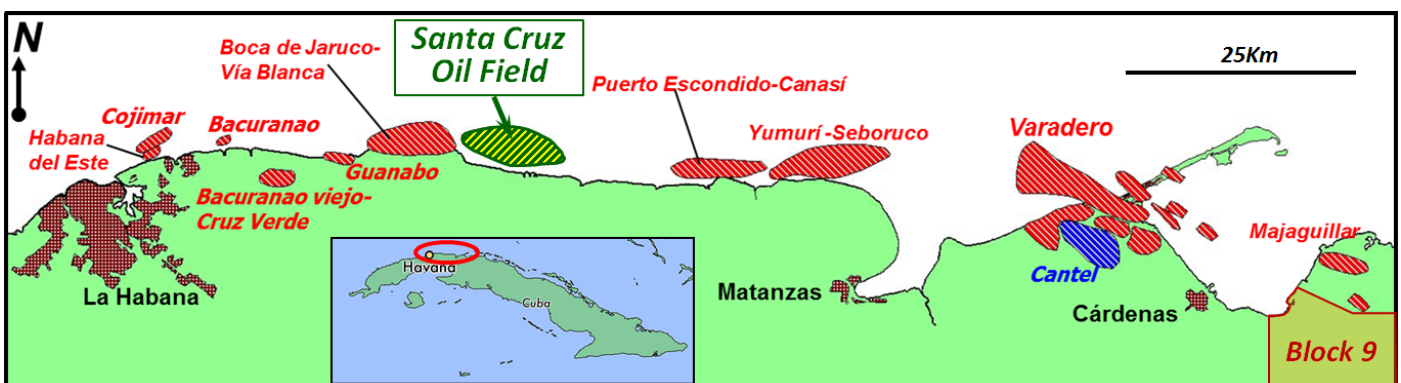 N
Santa Cruz
Oil Field
Boca de Jaruco-
Vía Blanca
25Km
Puerto Escondido-Canasí
Cojimar
Bacuranao
Habana
del Este
Yumurí -Seboruco
Varadero
Guanabo
Bacuranao viejo-
Cruz Verde
Majaguillar
Havana
Cantel
La Habana
Matanzas
Cuba
Cárdenas
Block 9